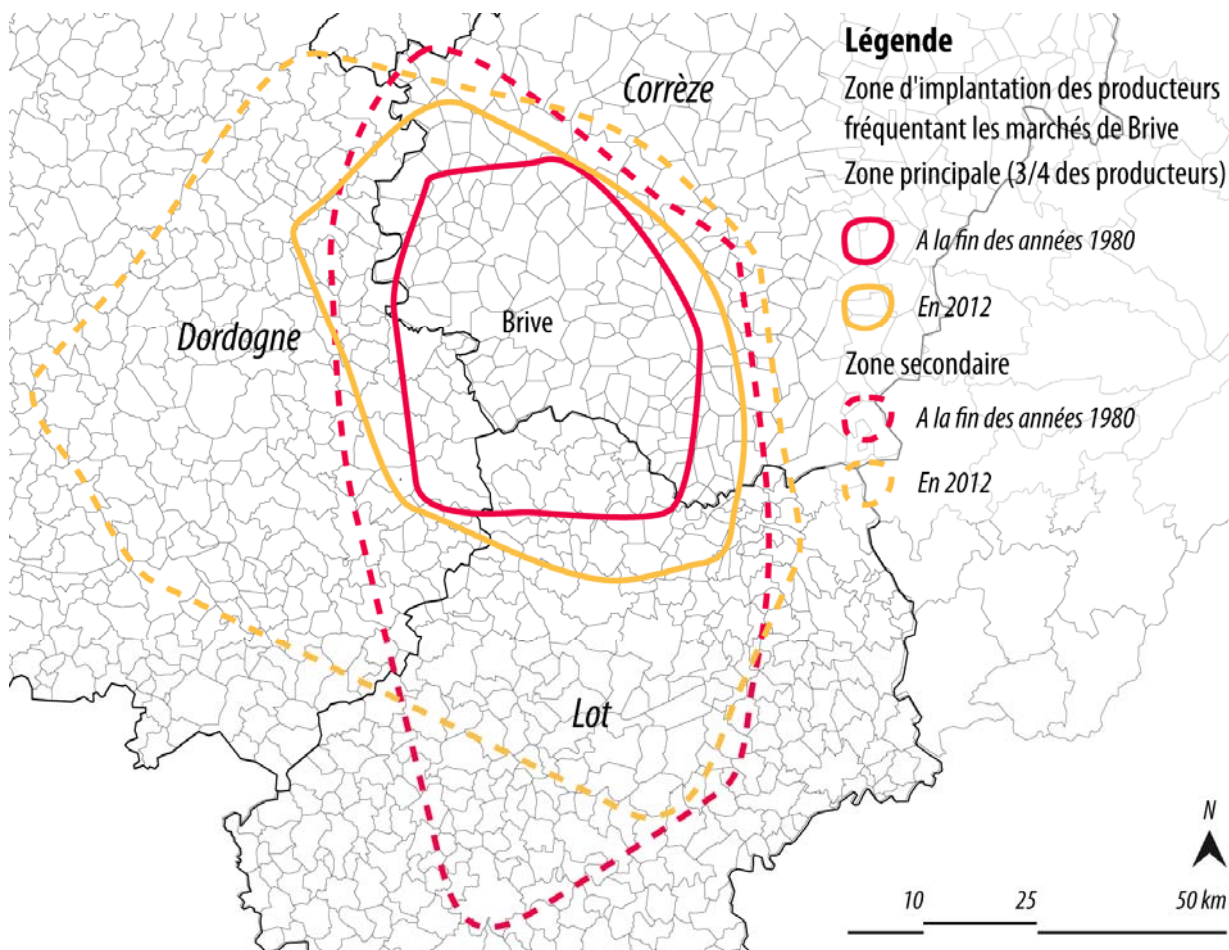 Légende
Zone d'implantation des producteurs
fréquentant les marchés de Brive
Zone principale (3/4 des producteurs)
A la fin des années 1980
En 2012
Zone secondaire
A la fin des années 1980
En 2012
Corrèze
Brive
Dordogne
Lot
N
10 25 50 km